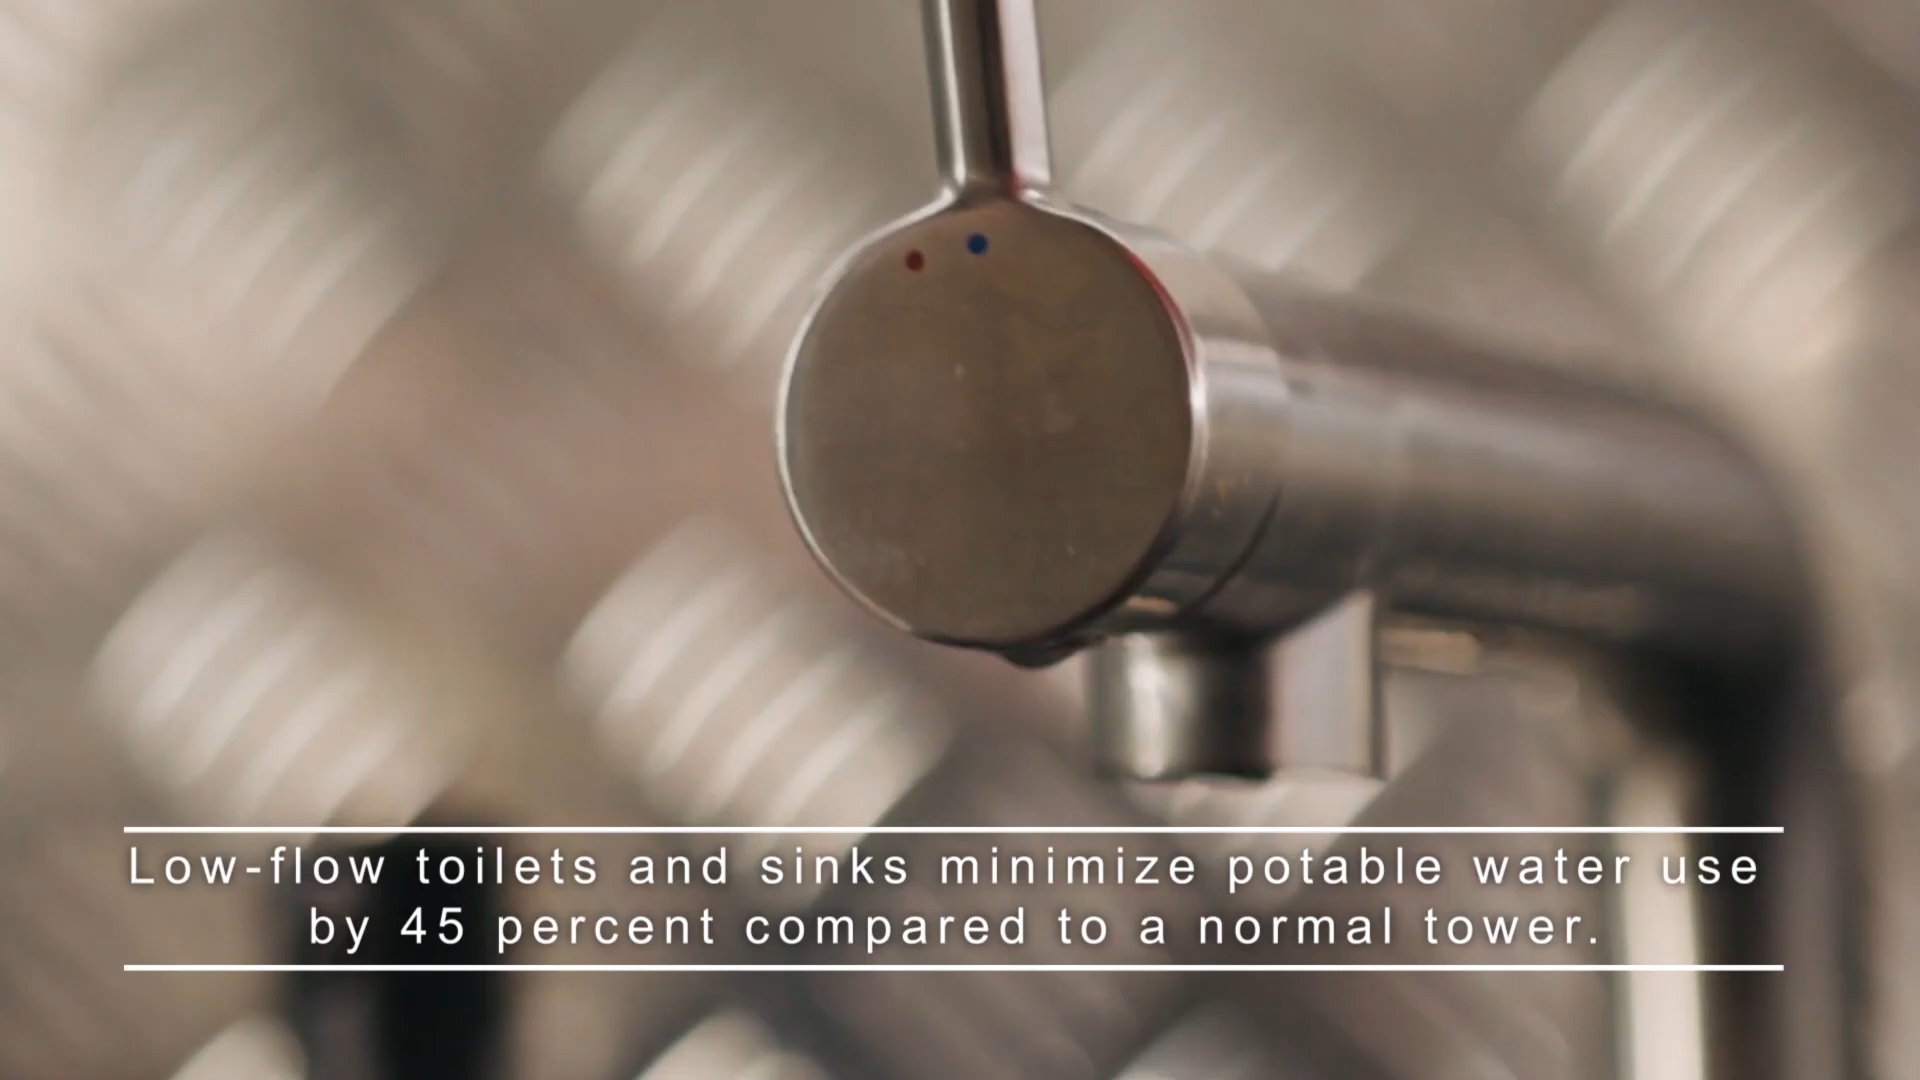 Low-flow toilets and sinks minimize potable water use
by 45 percent compared to a normal tower.